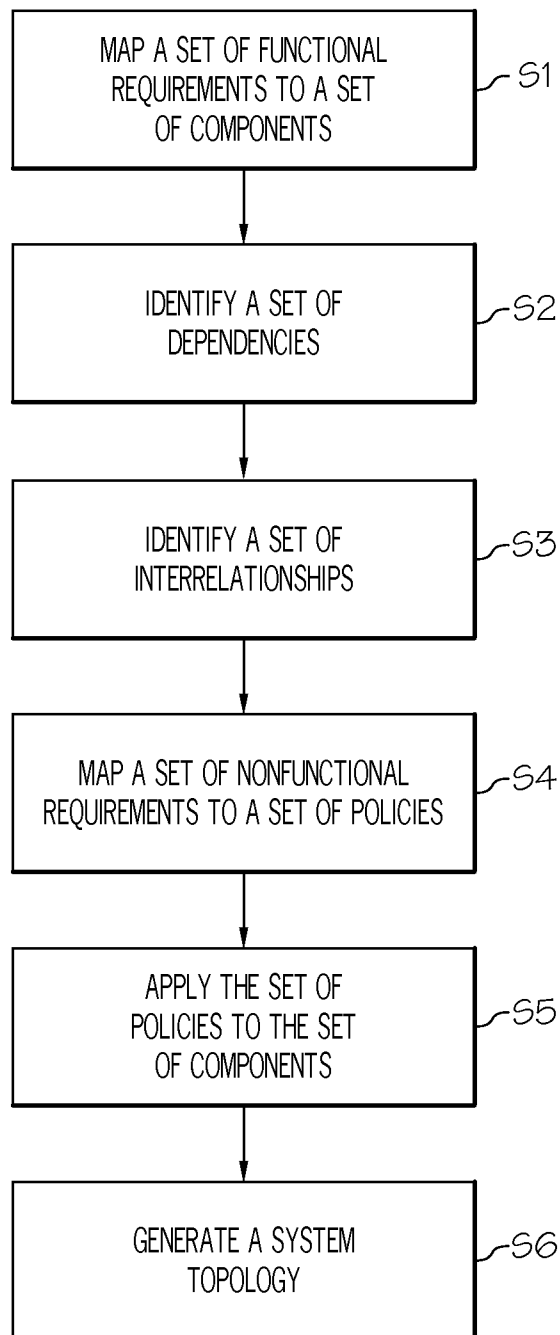 MAP A SET OF FUNCTIONAL
REQUIREMENTS TO A SET
OF COMPONENTS
S1
IDENTIFY A SET OF
DEPENDENCIES
S2
IDENTIFY A SET OF
INTERRELATIONSHIPS
S3
MAP A SET OF NONFUNCTIONAL
REQUIREMENTS TO A SET OF POLICIES
S4
APPLY THE SET OF
POLICIES TO THE SET
OF COMPONENTS
S5
GENERATE A SYSTEM
TOPOLOGY
S6